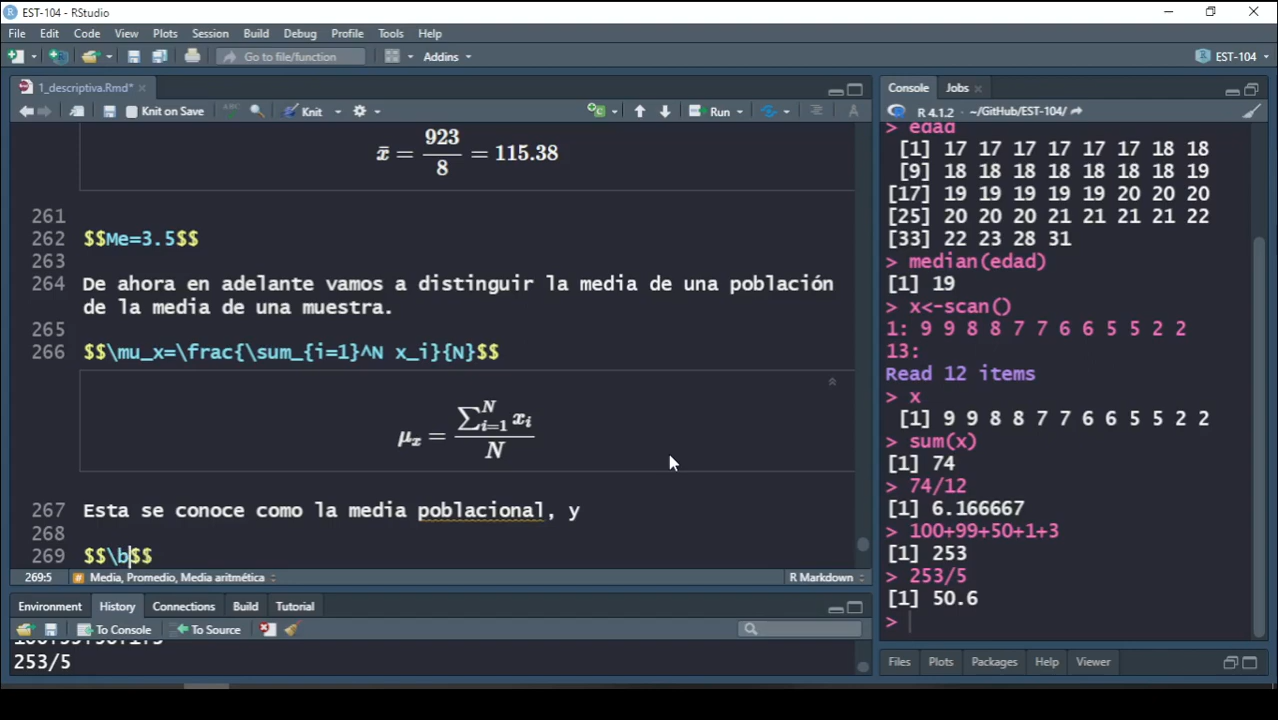 EST-104 - RStudio
File Edit Code View Plots Session Build Debug Profile Tools Help
Go to file/function Addins EST-104
1_descriptiva.Rmd*
Knit on Save ABC Knit Run
x̄ = 923/8 = 115.38
261
262 $$Me=3.5$$
263
264 De ahora en adelante vamos a distinguir la media de una población
de la media de una muestra.
265
266 $$\mu_x=\frac{\sum_{i=1}^N x_i}{N}$$
μₓ = ∑ᵢ₌₁ᴺ xᵢ / N
267 Esta se conoce como la media poblacional, y
268
269 $$\b$$
269:5 # Media, Promedio, Media aritmética R Markdown
Environment History Connections Build Tutorial
To Console To Source
100+99+50+1+3
253/5
Console Jobs
R 4.1.2 · ~/GitHub/EST-104/
> edad
[1] 17 17 17 17 17 17 18 18
[9] 18 18 18 18 18 18 18 19
[17] 19 19 19 19 19 20 20 20
[25] 20 20 20 21 21 21 21 22
[33] 22 23 28 31
> median(edad)
[1] 19
> x<-scan()
1: 9 9 8 8 7 7 6 6 5 5 2 2
13:
Read 12 items
> x
[1] 9 9 8 8 7 7 6 6 5 5 2 2
> sum(x)
[1] 74
> 74/12
[1] 6.166667
> 100+99+50+1+3
[1] 253
> 253/5
[1] 50.6
>
Files Plots Packages Help Viewer